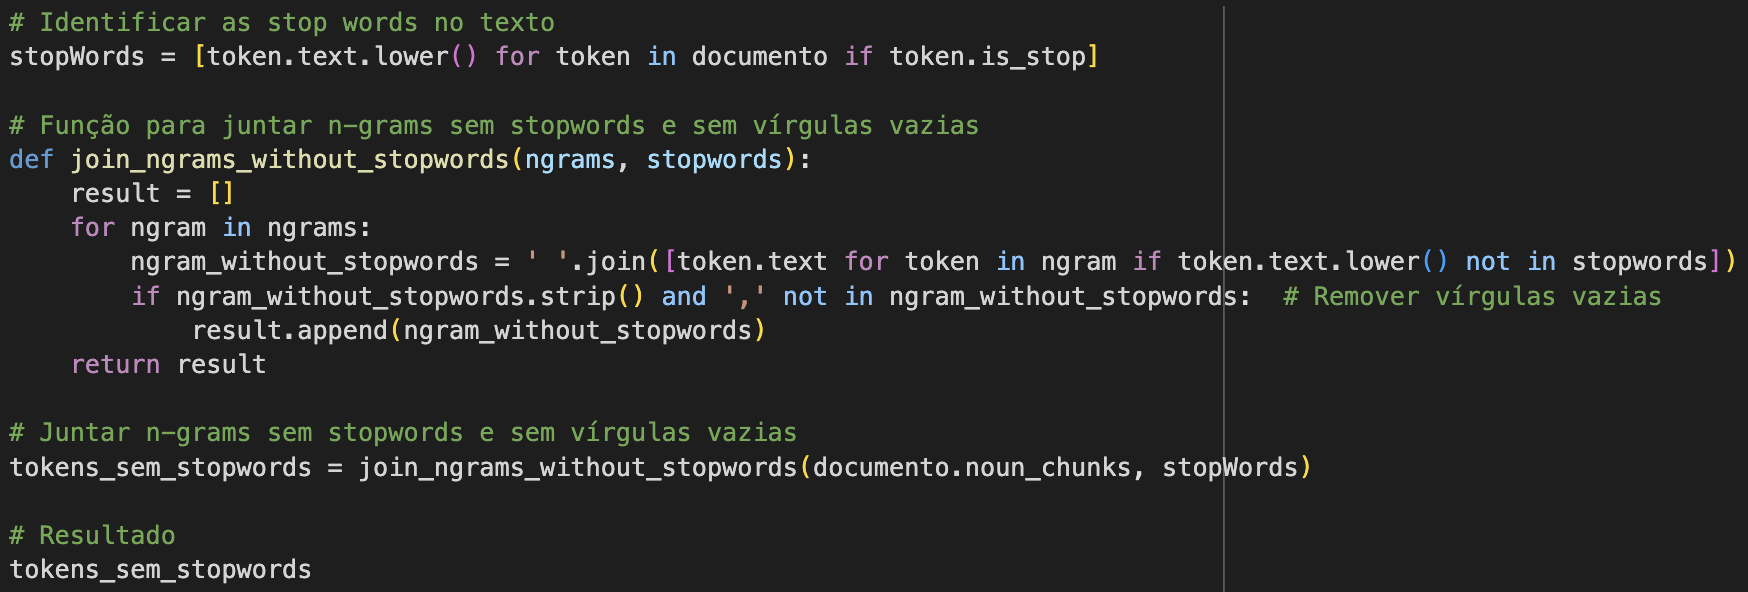 # Identificar as stop words no texto
stopWords = [token.text.lower() for token in documento if token.is_stop]

# Função para juntar n-grams sem stopwords e sem vírgulas vazias
def join_ngrams_without_stopwords(ngrams, stopwords):
    result = []
    for ngram in ngrams:
        ngram_without_stopwords = ' '.join([token.text for token in ngram if token.text.lower() not in stopwords])
        if ngram_without_stopwords.strip() and ',' not in ngram_without_stopwords:  # Remover vírgulas vazias
            result.append(ngram_without_stopwords)
    return result

# Juntar n-grams sem stopwords e sem vírgulas vazias
tokens_sem_stopwords = join_ngrams_without_stopwords(documento.noun_chunks, stopWords)

# Resultado
tokens_sem_stopwords